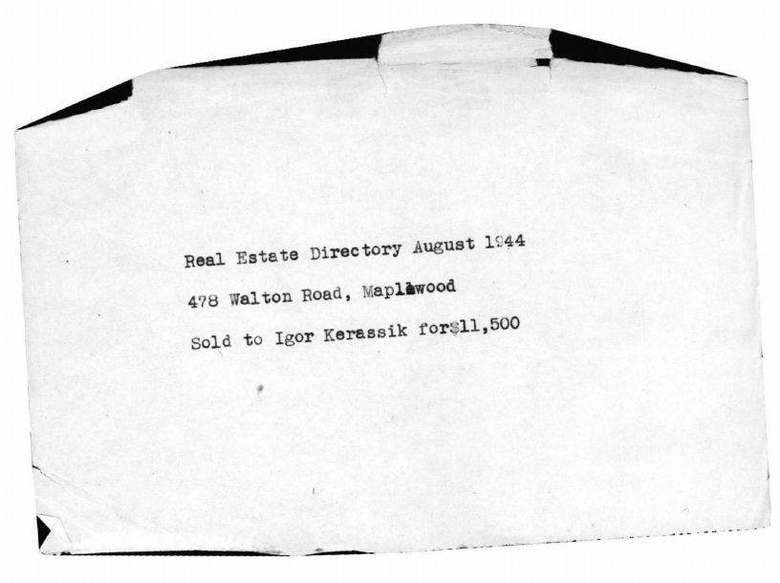 Real Estate Directory August 1944
478 Walton Road, Maplewood
Sold to Igor Kerassik for$11,500